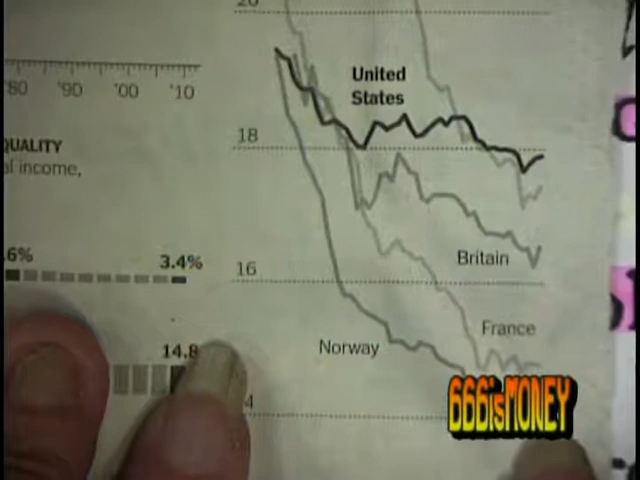 20
United
States
'80 '90 '00 '10
18
QUALITY
al income,
.6% 3.4%
Britain
16
France
Norway
14.8
4
666isMONEY